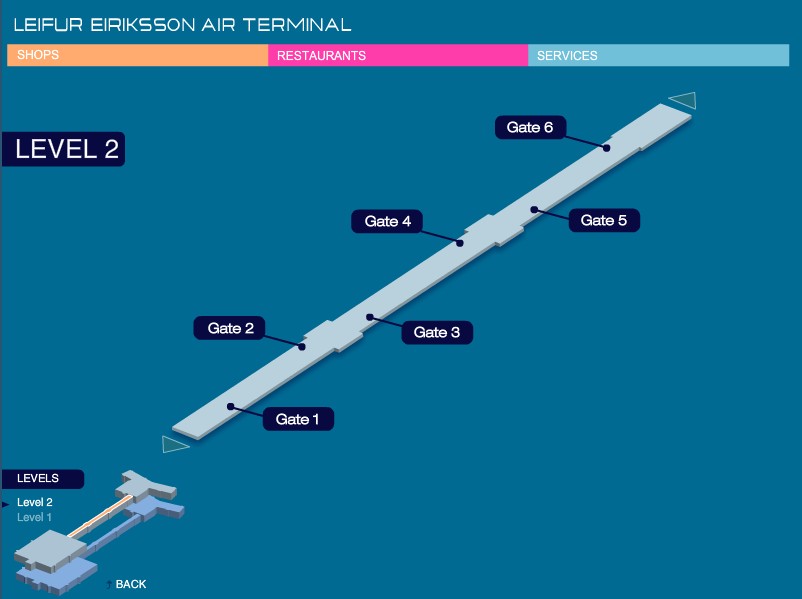 LEIFUR EIRIKSSON AIR TERMINAL
SHOPS
RESTAURANTS
SERVICES
LEVEL 2
Gate 6
Gate 5
Gate 4
Gate 3
Gate 2
Gate 1
LEVELS
Level 2
Level 1
↑ BACK